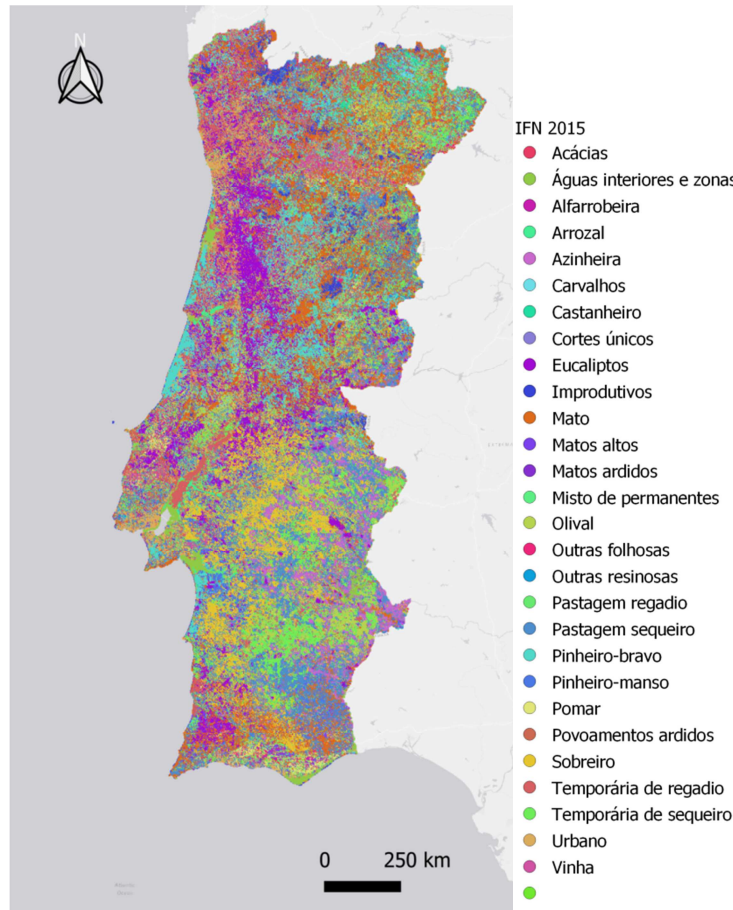 N
IFN 2015
Acácias
Águas interiores e zonas
Alfarrobeira
Arrozal
Azinheira
Carvalhos
Castanheiro
Cortes únicos
Eucaliptos
Improdutivos
Mato
Matos altos
Matos ardidos
Misto de permanentes
Olival
Outras folhosas
Outras resinosas
Pastagem regadio
Pastagem sequeiro
Pinheiro-bravo
Pinheiro-manso
Pomar
Povoamentos ardidos
Sobreiro
Temporária de regadio
Temporária de sequeiro
Urbano
Vinha
0 250 km